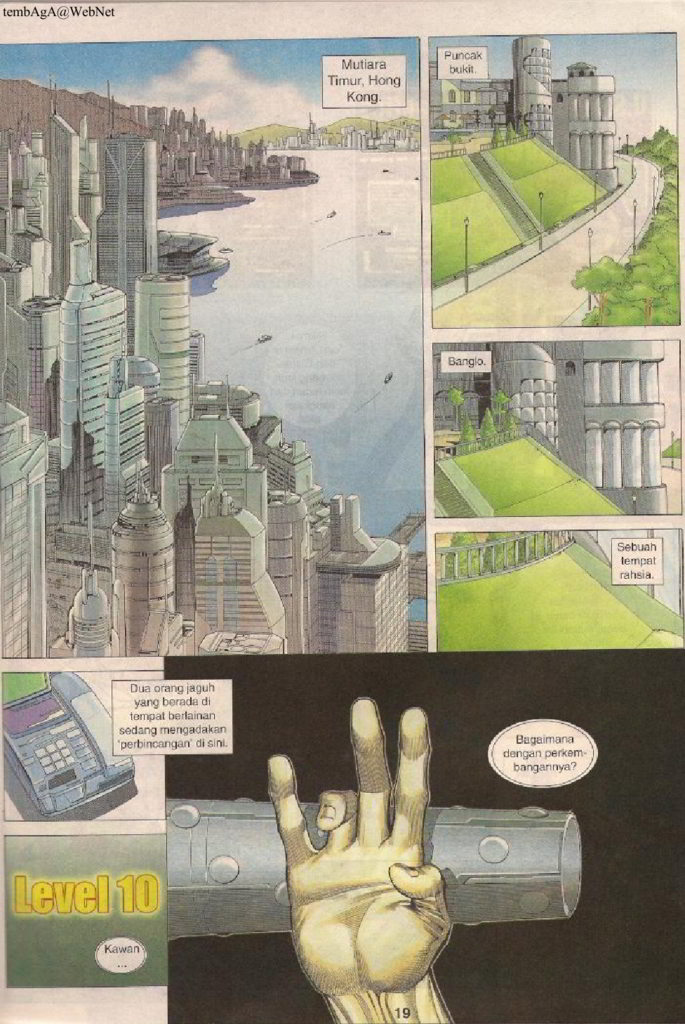 tembAgA@WebNet
Mutiara
Timur, Hong
Kong.
Puncak
bukit.
Banglo.
Sebuah
tempat
rahsia.
Dua orang jaguh
yang berada di
tempat berlainan
sedang mengadakan
'perbincangan' di sini.
Bagaimana
dengan perkem-
bangannya?
Level 10
Kawan
...
19